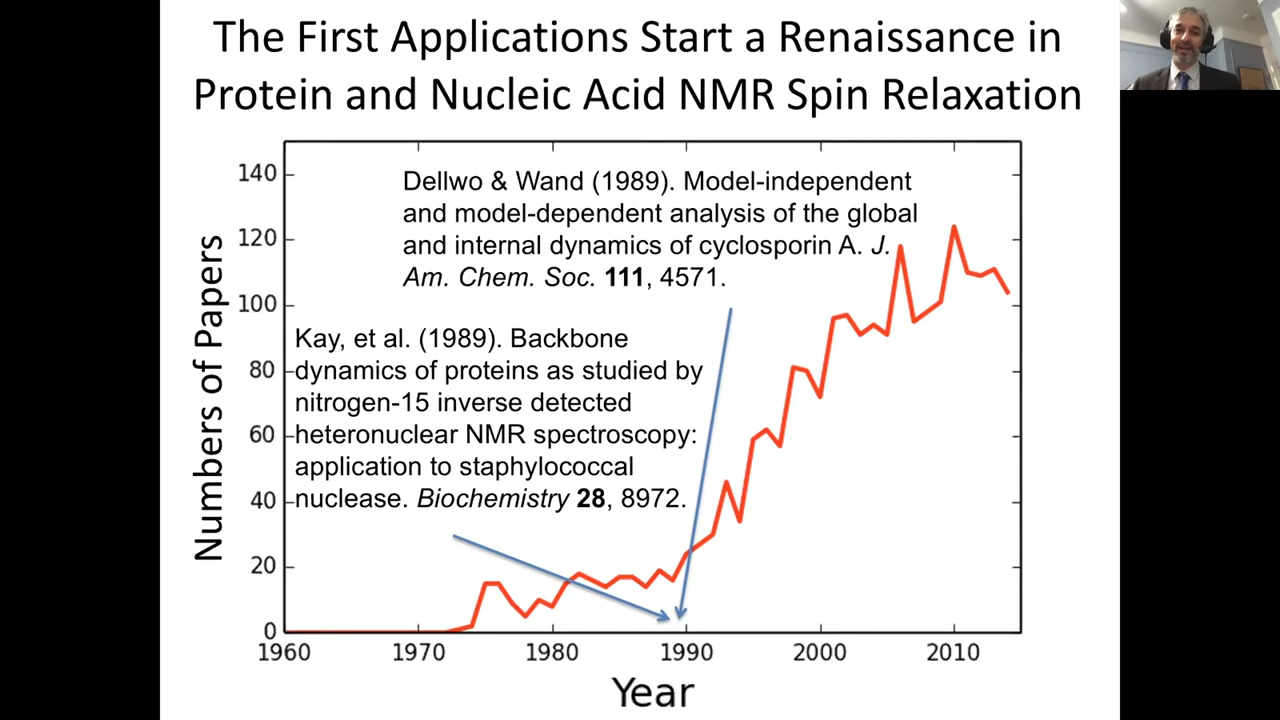 The First Applications Start a Renaissance in
Protein and Nucleic Acid NMR Spin Relaxation
Numbers of Papers
140
120
100
80
60
40
20
0
Dellwo & Wand (1989). Model-independent
and model-dependent analysis of the global
and internal dynamics of cyclosporin A. J.
Am. Chem. Soc. 111, 4571.
Kay, et al. (1989). Backbone
dynamics of proteins as studied by
nitrogen-15 inverse detected
heteronuclear NMR spectroscopy:
application to staphylococcal
nuclease. Biochemistry 28, 8972.
1960 1970 1980 1990 2000 2010
Year